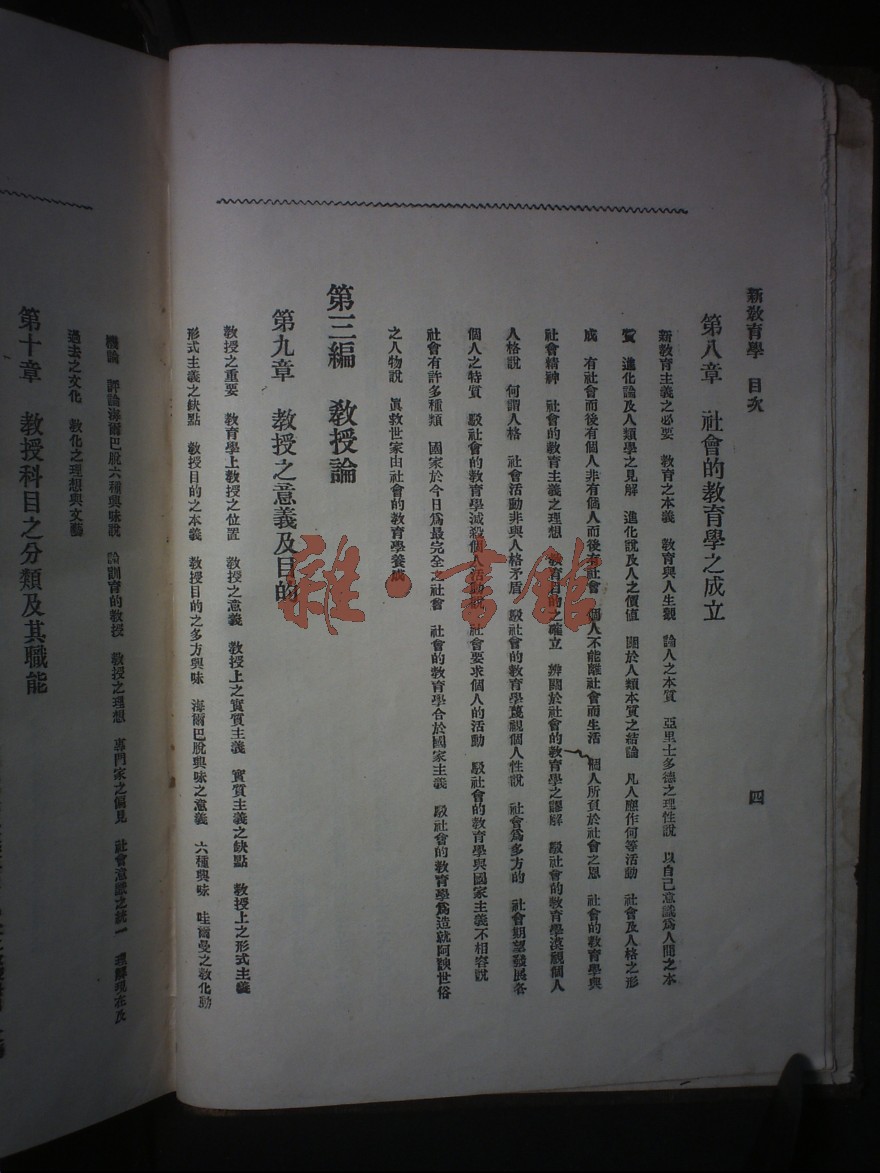 新教育學　目次
四
第八章　社會的教育學之成立
新教育主義之必要　教育之本義　教育與人生觀　論人之本質　亞里士多德之理性說　以自己意識爲人間之本
質　進化論及人類學之見解　進化說及人之價値　關於人類本質之結論　凡人應作何等活動　社會及人格之形
成　有社會而後有個人非有個人而後有社會　個人不能離社會而生活　個人所負於社會之恩　社會的教育學與
社會精神　社會的教育主義之理想　教育目的之確立　辨關於社會的教育學之謬解　駁社會的教育學漠視個人
人格說　何謂人格　社會活動非與人格矛盾　駁社會的教育學蔑視個人性說　社會爲多方的　社會期望發展各
個人之特質　駁社會的教育學減殺個人活動說　社會要求個人的活動　駁社會的教育學與國家主義不相容說
社會有許多種類　國家於今日爲最完全之社會　社會的教育學合於國家主義　駁社會的教育學爲造就阿諛世俗
之人物說　眞救世家由社會的教育學養成
第三編　教授論
第九章　教授之意義及目的
教授之重要　教育學上教授之位置　教授之意義　教授上之實質主義　實質主義之缺點　教授上之形式主義
形式主義之缺點　教授目的之本義　教授目的之多方興味　海爾巴脫興味之意義　六種興味　哇爾曼之教化動
機論　評論海爾巴脫六種興味說　論訓育的教授　教授之理想　專門家之偏見　社會意識之統一　理解現在及
過去之文化　教化之理想與文藝
第十章　教授科目之分類及其職能
雜·書館